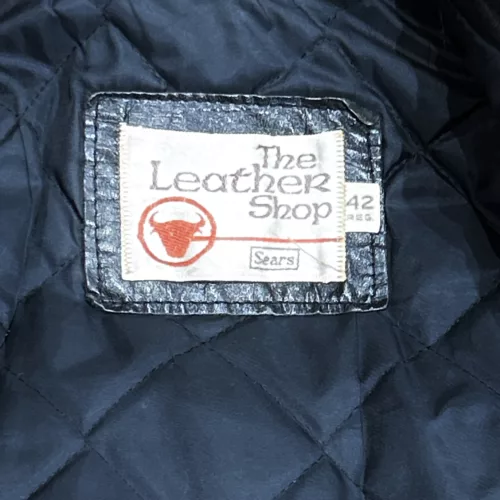 The
Leather
Shop
Sears
42
REG.